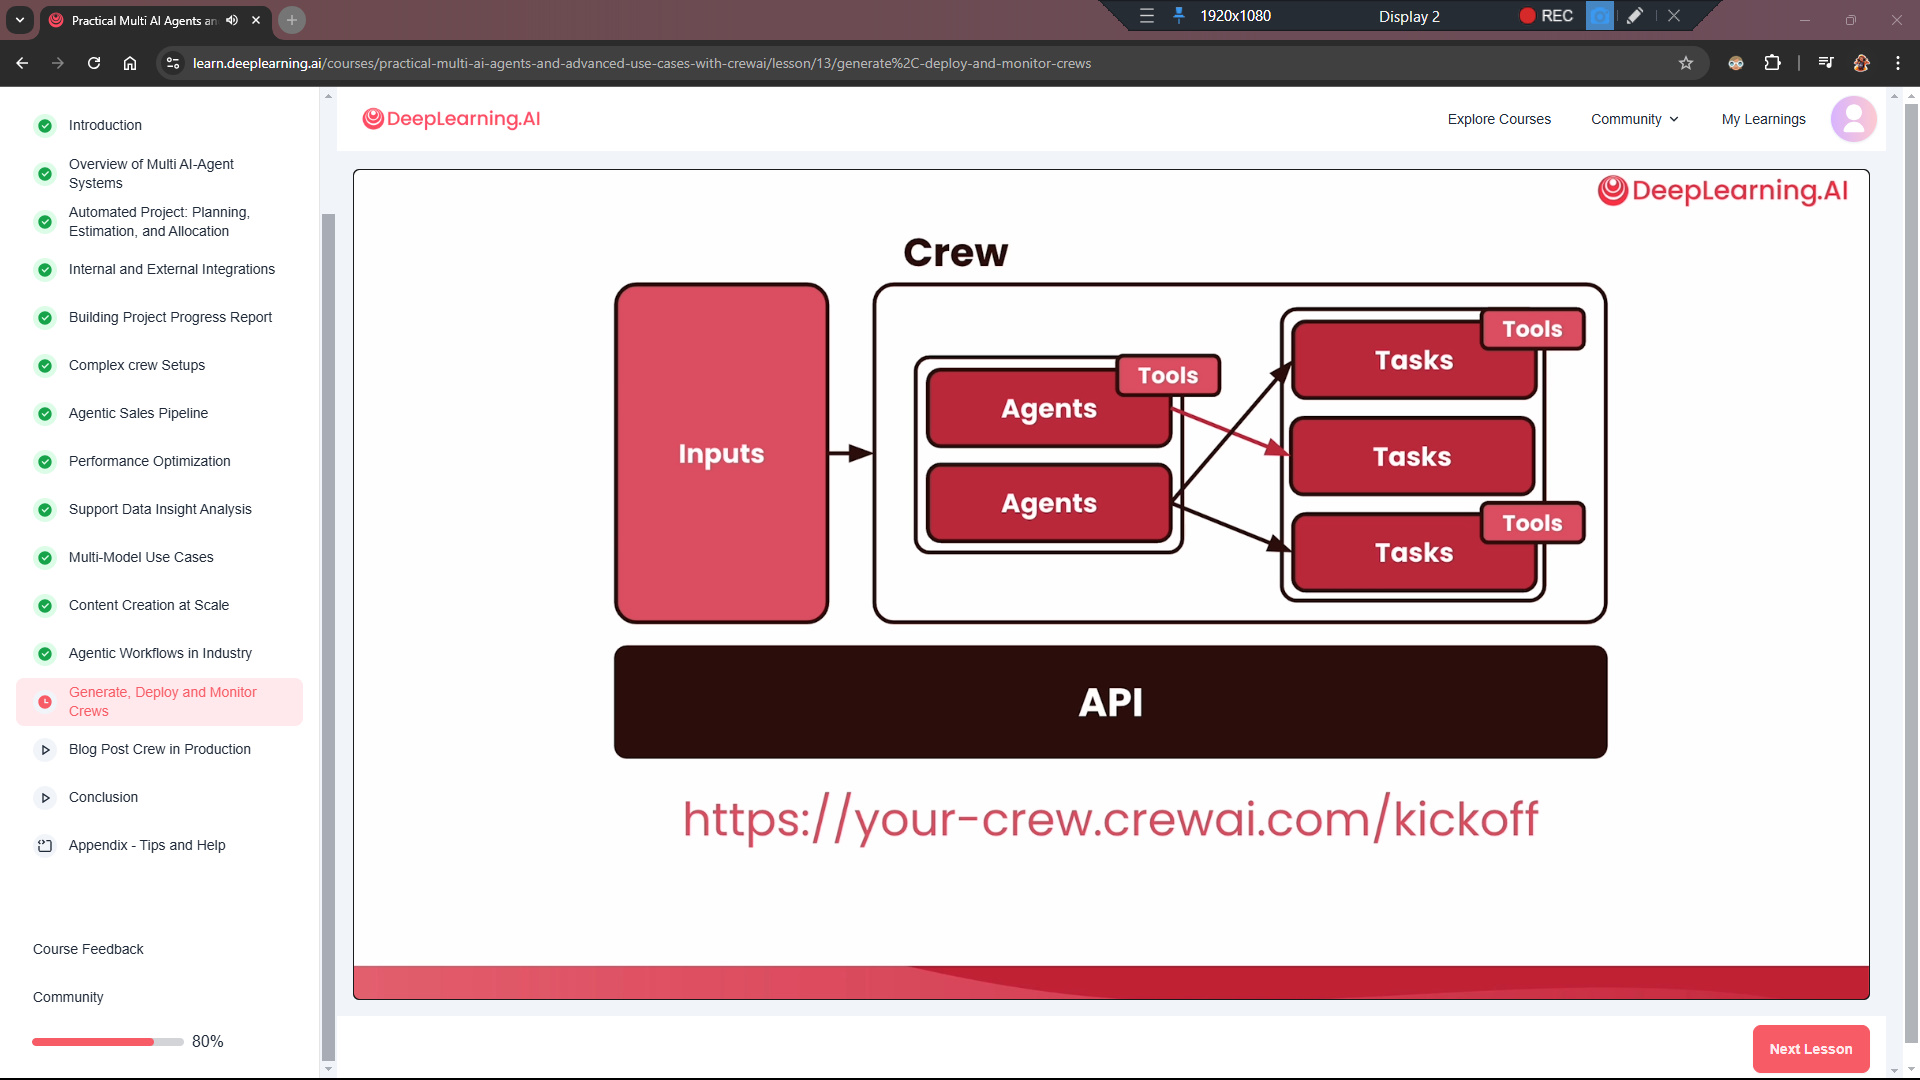 Practical Multi AI Agents an
1920x1080
Display 2
REC
learn.deeplearning.ai/courses/practical-multi-ai-agents-and-advanced-use-cases-with-crewai/lesson/13/generate%2C-deploy-and-monitor-crews
Introduction
Overview of Multi AI-Agent
Systems
Automated Project: Planning,
Estimation, and Allocation
Internal and External Integrations
Building Project Progress Report
Complex crew Setups
Agentic Sales Pipeline
Performance Optimization
Support Data Insight Analysis
Multi-Model Use Cases
Content Creation at Scale
Agentic Workflows in Industry
Generate, Deploy and Monitor
Crews
Blog Post Crew in Production
Conclusion
Appendix - Tips and Help
Course Feedback
Community
80%
DeepLearning.AI
Explore Courses
Community
My Learnings
DeepLearning.AI
Crew
Inputs
Agents
Tools
Agents
Tasks
Tools
Tasks
Tasks
Tools
API
https://your-crew.crewai.com/kickoff
Next Lesson